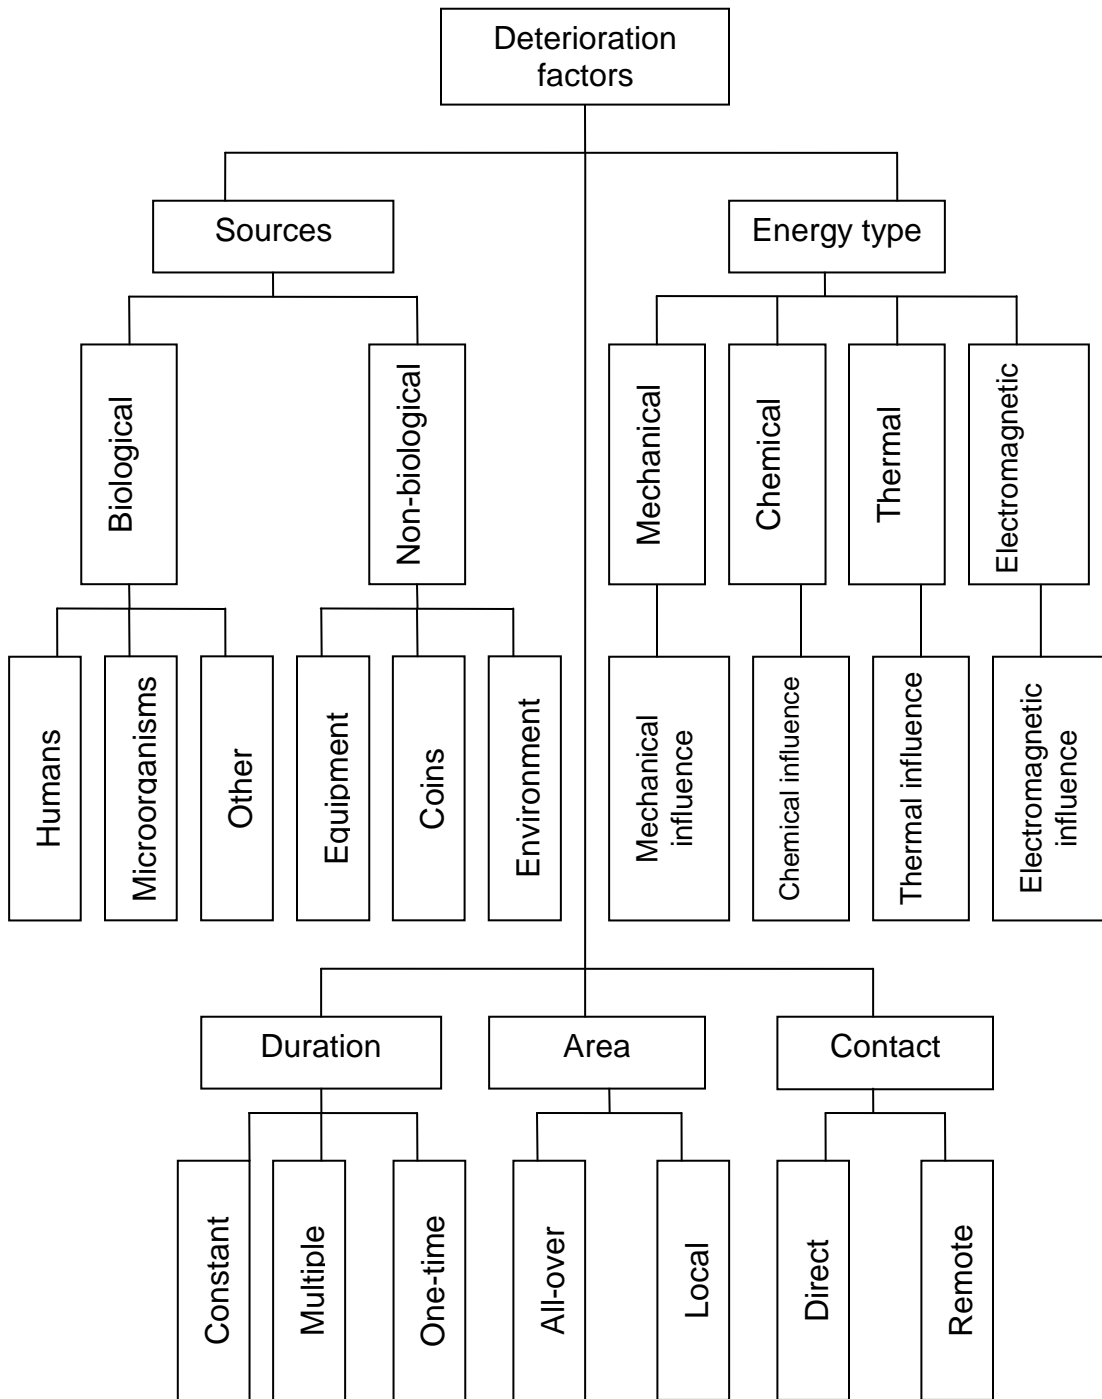 Deterioration
factors
Sources
Energy type
Biological
Non-biological
Mechanical
Chemical
Thermal
Electromagnetic
Humans
Microorganisms
Other
Equipment
Coins
Environment
Mechanical
influence
Chemical influence
Thermal influence
Electromagnetic
influence
Duration
Area
Contact
Constant
Multiple
One-time
All-over
Local
Direct
Remote